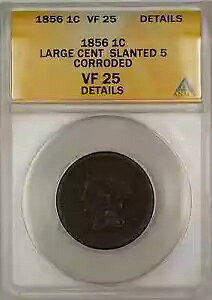 1856 1C VF 25 DETAILS
1856 1C
LARGE CENT SLANTED 5
CORRODED
VF 25
DETAILS